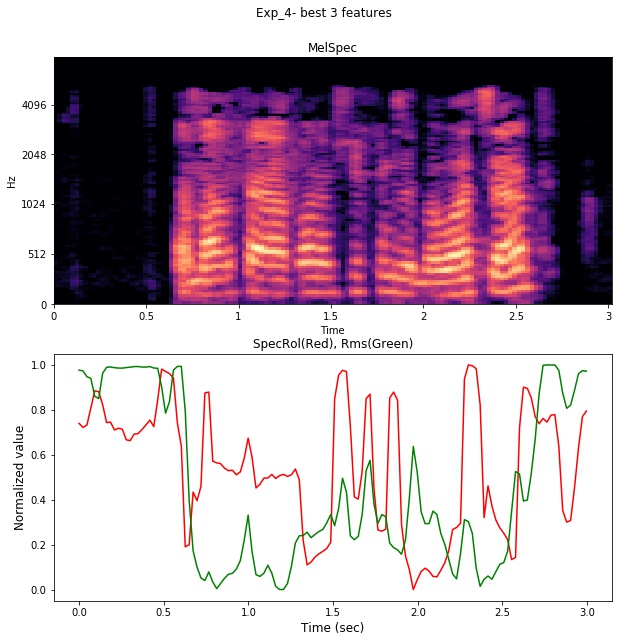 Exp_4- best 3 features
MelSpec
Hz
4096
2048
1024
512
0
0 0.5 1 1.5 2 2.5 3
Time
SpecRol(Red), Rms(Green)
Normalized value
1.0
0.8
0.6
0.4
0.2
0.0
0.0 0.5 1.0 1.5 2.0 2.5 3.0
Time (sec)